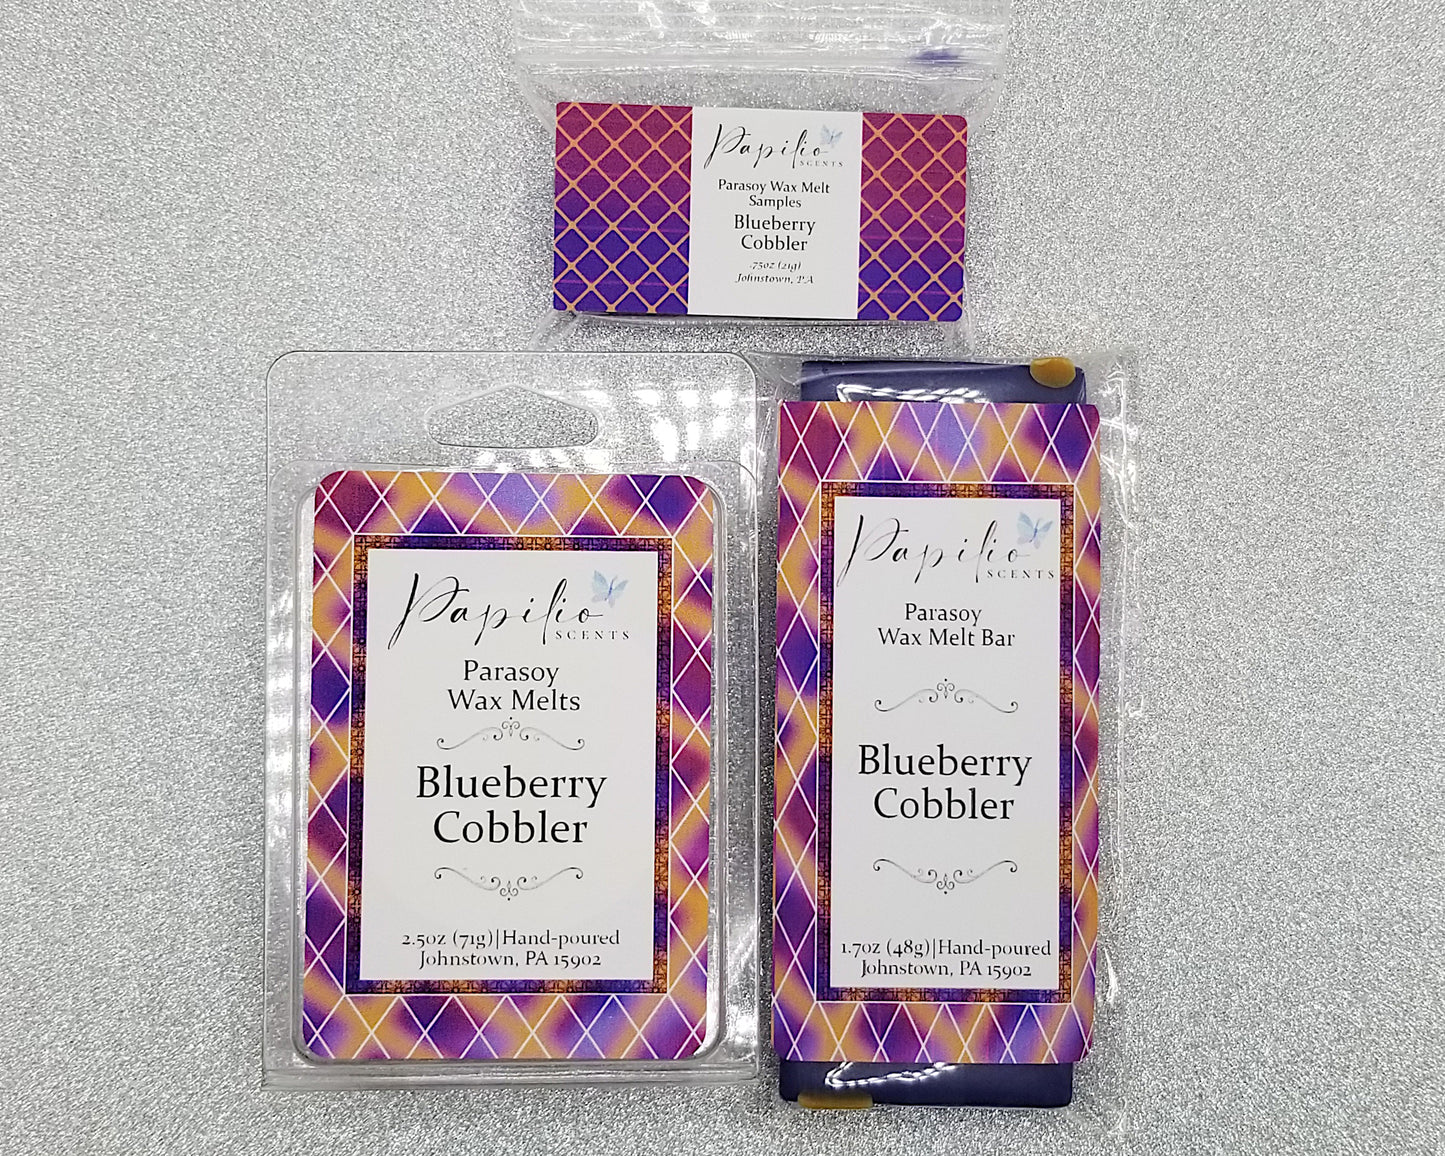 Papilio
SCENTS
Parasoy Wax Melt
Samples
Blueberry
Cobbler
.75oz (21g)
Johnstown, PA
Papilio
SCENTS
Parasoy
Wax Melts
Blueberry
Cobbler
2.5oz (71g)|Hand-poured
Johnstown, PA 15902
Papilio
SCENTS
Parasoy
Wax Melt Bar
Blueberry
Cobbler
1.7oz (48g)|Hand-poured
Johnstown, PA 15902